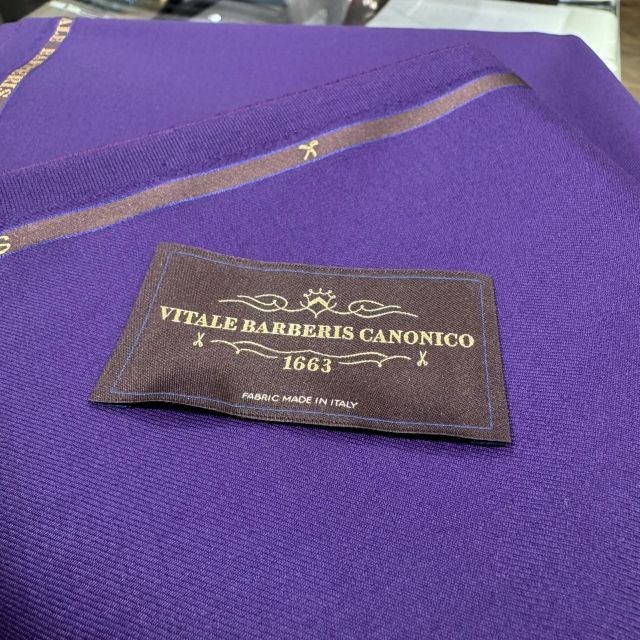 VITALE BARBERIS CANONICO
1663
FABRIC MADE IN ITALY